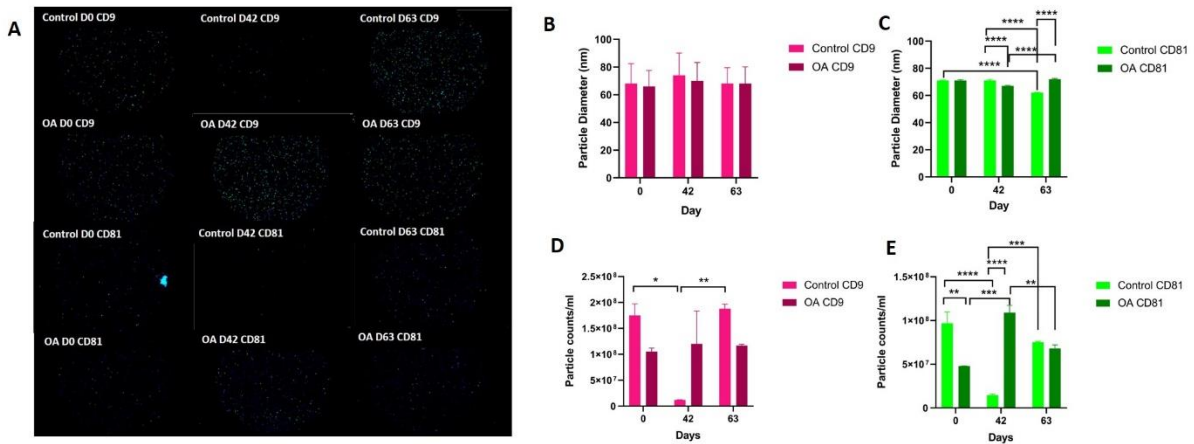 A
Control D0 CD9
Control D42 CD9
Control D63 CD9
OA D0 CD9
OA D42 CD9
OA D63 CD9
Control D0 CD81
Control D42 CD81
Control D63 CD81
OA D0 CD81
OA D42 CD81
OA D63 CD81
B
Particle Diameter (nm)
100
80
60
40
20
0
0 42 63
Day
Control CD9
OA CD9
C
Particle Diameter (nm)
100
80
60
40
20
0
****
****
****
****
****
0 42 63
Day
Control CD81
OA CD81
D
Particle counts/ml
2.5×10⁸
2×10⁸
1.5×10⁸
1×10⁸
5×10⁷
0
* **
0 42 63
Days
Control CD9
OA CD9
E
Particle counts/ml
1.5×10⁸
1×10⁸
5×10⁷
0
***
****
****
**
***
**
0 42 63
Days
Control CD81
OA CD81